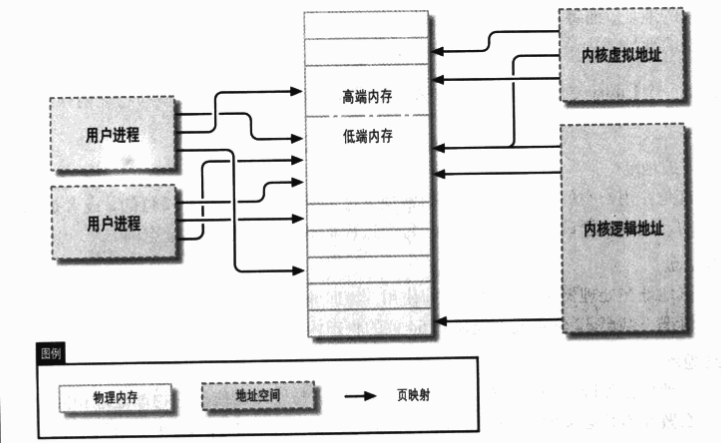 内核虚拟地址
高端内存
用户进程
低端内存
用户进程
内核逻辑地址
图例
物理内存
地址空间
页映射